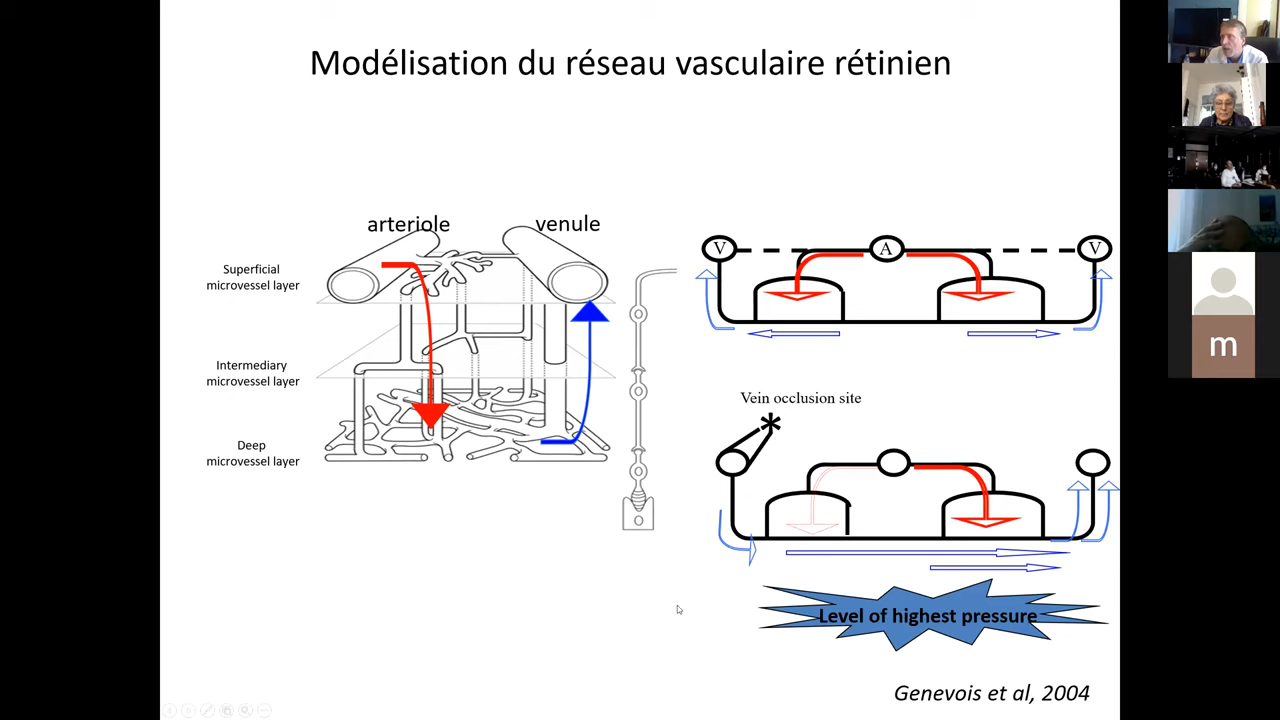 Modélisation du réseau vasculaire rétinien
arteriole
venule
Superficial
microvessel layer
Intermediary
microvessel layer
Deep
microvessel layer
V
A
V
Vein occlusion site
*
Level of highest pressure
Genevois et al, 2004
m